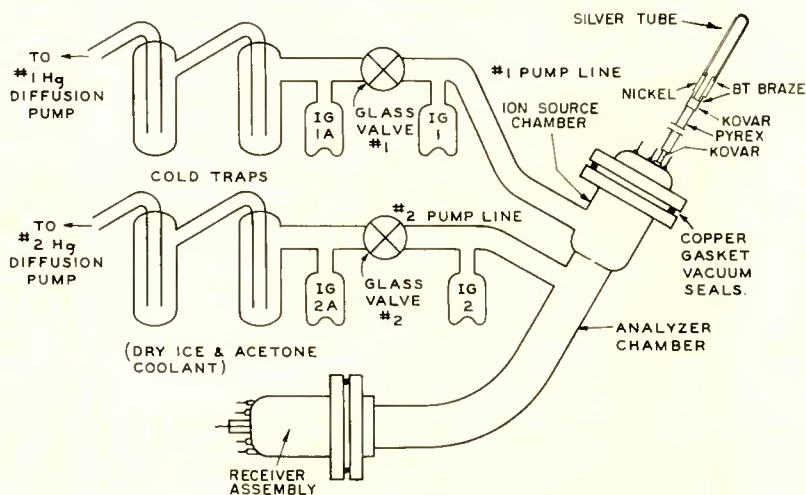 SILVER TUBE
TO
#1 Hg
DIFFUSION
PUMP
#1 PUMP LINE
NICKEL
BT BRAZE
KOVAR
PYREX
KOVAR
ION SOURCE
CHAMBER
IG
1A
GLASS
VALVE
#1
IG
1
COLD TRAPS
TO
#2 Hg
DIFFUSION
PUMP
#2 PUMP LINE
IG
2A
GLASS
VALVE
#2
IG
2
COPPER
GASKET
VACUUM
SEALS.
ANALYZER
CHAMBER
(DRY ICE & ACETONE
COOLANT)
RECEIVER
ASSEMBLY